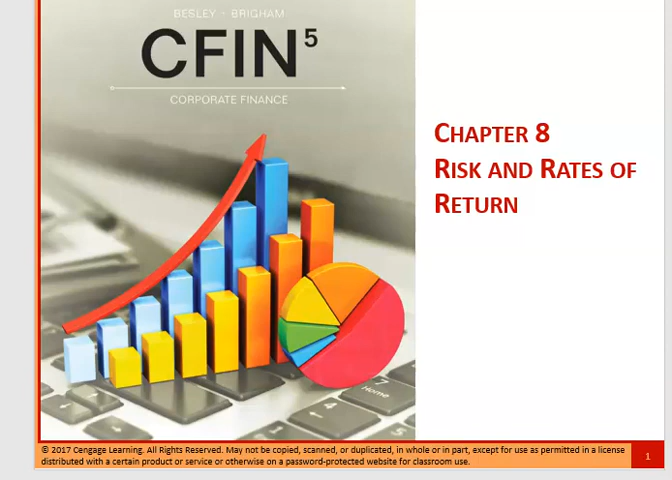 BESLEY · BRIGHAM
CFIN5
CORPORATE FINANCE
CHAPTER 8
RISK AND RATES OF
RETURN
7
Home
© 2017 Cengage Learning. All Rights Reserved. May not be copied, scanned, or duplicated, in whole or in part, except for use as permitted in a license
distributed with a certain product or service or otherwise on a password-protected website for classroom use.
1